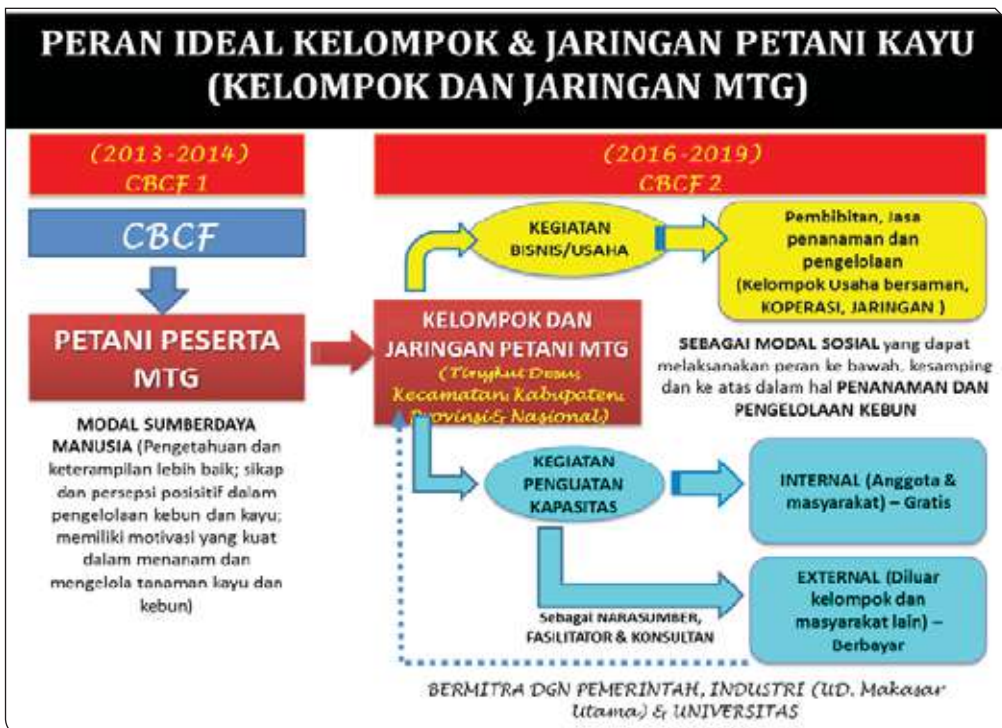 PERAN IDEAL KELOMPOK & JARINGAN PETANI KAYU
(KELOMPOK DAN JARINGAN MTG)
(2013-2014)
CBCF 1
CBCF
PETANI PESERTA
MTG
MODAL SUMBERDAYA
MANUSIA (Pengetahuan dan
keterampilan lebih baik; sikap
dan persepsi posisitif dalam
pengelolaan kebun dan kayu;
memiliki motivasi yang kuat
dalam menanam dan
mengelola tanaman kayu dan
kebun)
(2016-2019)
CBCF 2
KEGIATAN
BISNIS/USAHA
Pembibitan, Jasa
penanaman dan
pengelolaan
(Kelompok Usaha bersaman,
KOPERASI, JARINGAN )
KELOMPOK DAN
JARINGAN PETANI MTG
(Tingkat Desa,
Kecamatan, Kabupaten,
Provinsi & Nasional)
SEBAGAI MODAL SOSIAL yang dapat
melaksanakan peran ke bawah, kesamping
dan ke atas dalam hal PENANAMAN DAN
PENGELOLAAN KEBUN
KEGIATAN
PENGUATAN
KAPASITAS
INTERNAL (Anggota &
masyarakat) – Gratis
Sebagai NARASUMBER,
FASILITATOR & KONSULTAN
EXTERNAL (Diluar
kelompok dan
masyarakat lain) –
Berbayar
BERMITRA DGN PEMERINTAH, INDUSTRI (UD. Makasar
Utama) & UNIVERSITAS